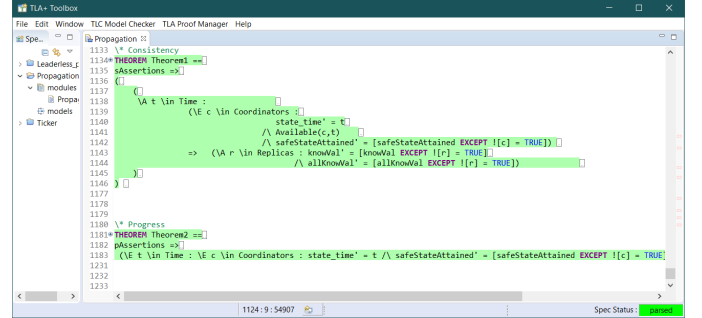 TLA+ Toolbox
File Edit Window TLC Model Checker TLA Proof Manager Help
Spe...
Propagation
Leaderless_p
Propagation
modules
Propa
models
Ticker
1133 \* Consistency
1134 THEOREM Theorem1 ==
1135 sAssertions =>
1136 (
1137 (
1138 \A t \in Time :
1139 (\E c \in Coordinators :
1140 state_time' = t
1141 /\ Available(c,t)
1142 /\ safeStateAttained' = [safeStateAttained EXCEPT ![c] = TRUE])
1143 => (\A r \in Replicas : knowVal' = [knowVal EXCEPT ![r] = TRUE]
1144 /\ allKnowVal' = [allKnowVal EXCEPT ![r] = TRUE])
1145 )
1146 )
1177
1178
1179
1180 \* Progress
1181 THEOREM Theorem2 ==
1182 pAssertions =>
1183 (\E t \in Time : \E c \in Coordinators : state_time' = t /\ safeStateAttained' = [safeStateAttained EXCEPT ![c] = TRUE]
1231
1232
1233
1124 : 9 : 54907
Spec Status : parsed